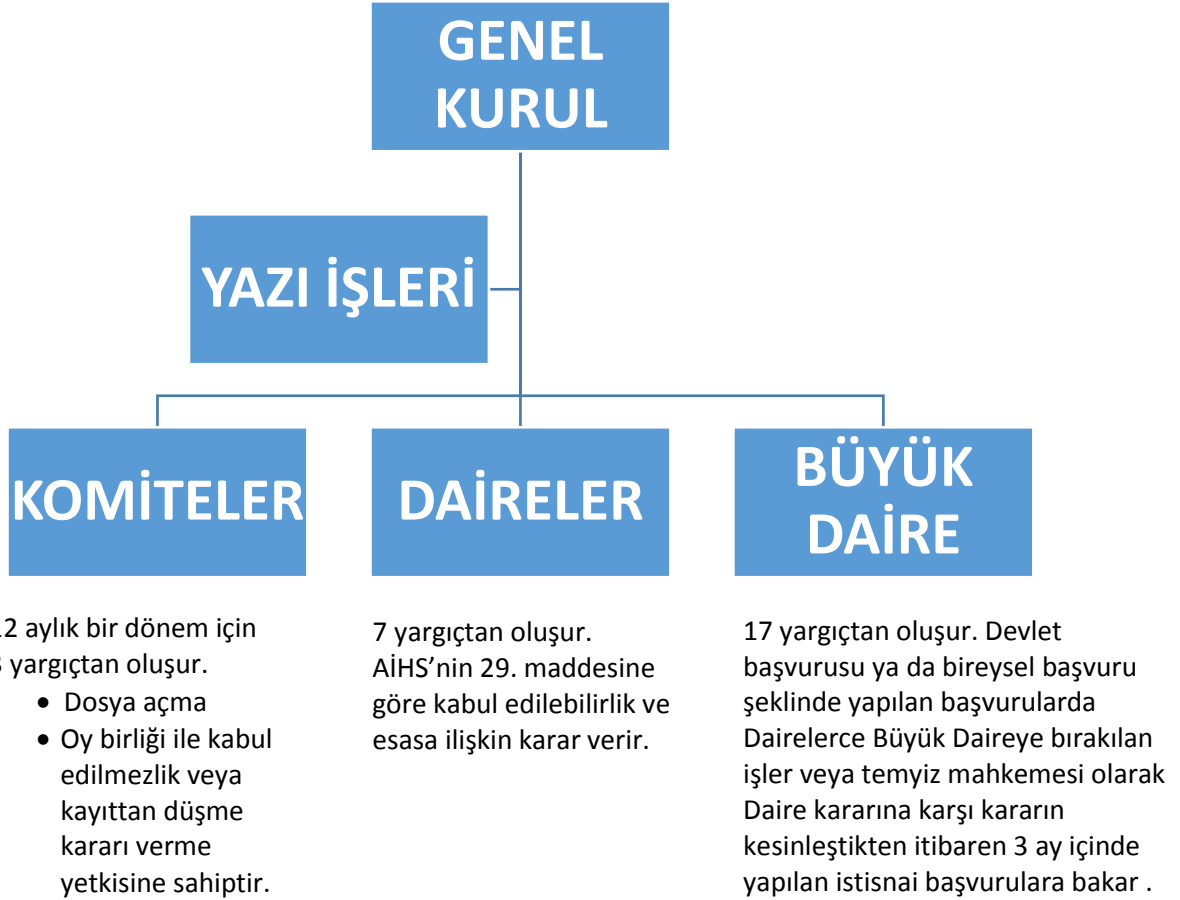 GENEL
KURUL
YAZI İŞLERİ
KOMİTELER
DAİRELER
BÜYÜK
DAİRE
2 aylık bir dönem için
yargıçtan oluşur.
• Dosya açma
• Oy birliği ile kabul
edilmezlik veya
kayıttan düşme
kararı verme
yetkisine sahiptir.
7 yargıçtan oluşur.
AİHS’nin 29. maddesine
göre kabul edilebilirlik ve
esasa ilişkin karar verir.
17 yargıçtan oluşur. Devlet
başvurusu ya da bireysel başvuru
şeklinde yapılan başvurularda
Dairelerce Büyük Daireye bırakılan
işler veya temyiz mahkemesi olarak
Daire kararına karşı kararın
kesinleştikten itibaren 3 ay içinde
yapılan istisnai başvurulara bakar .